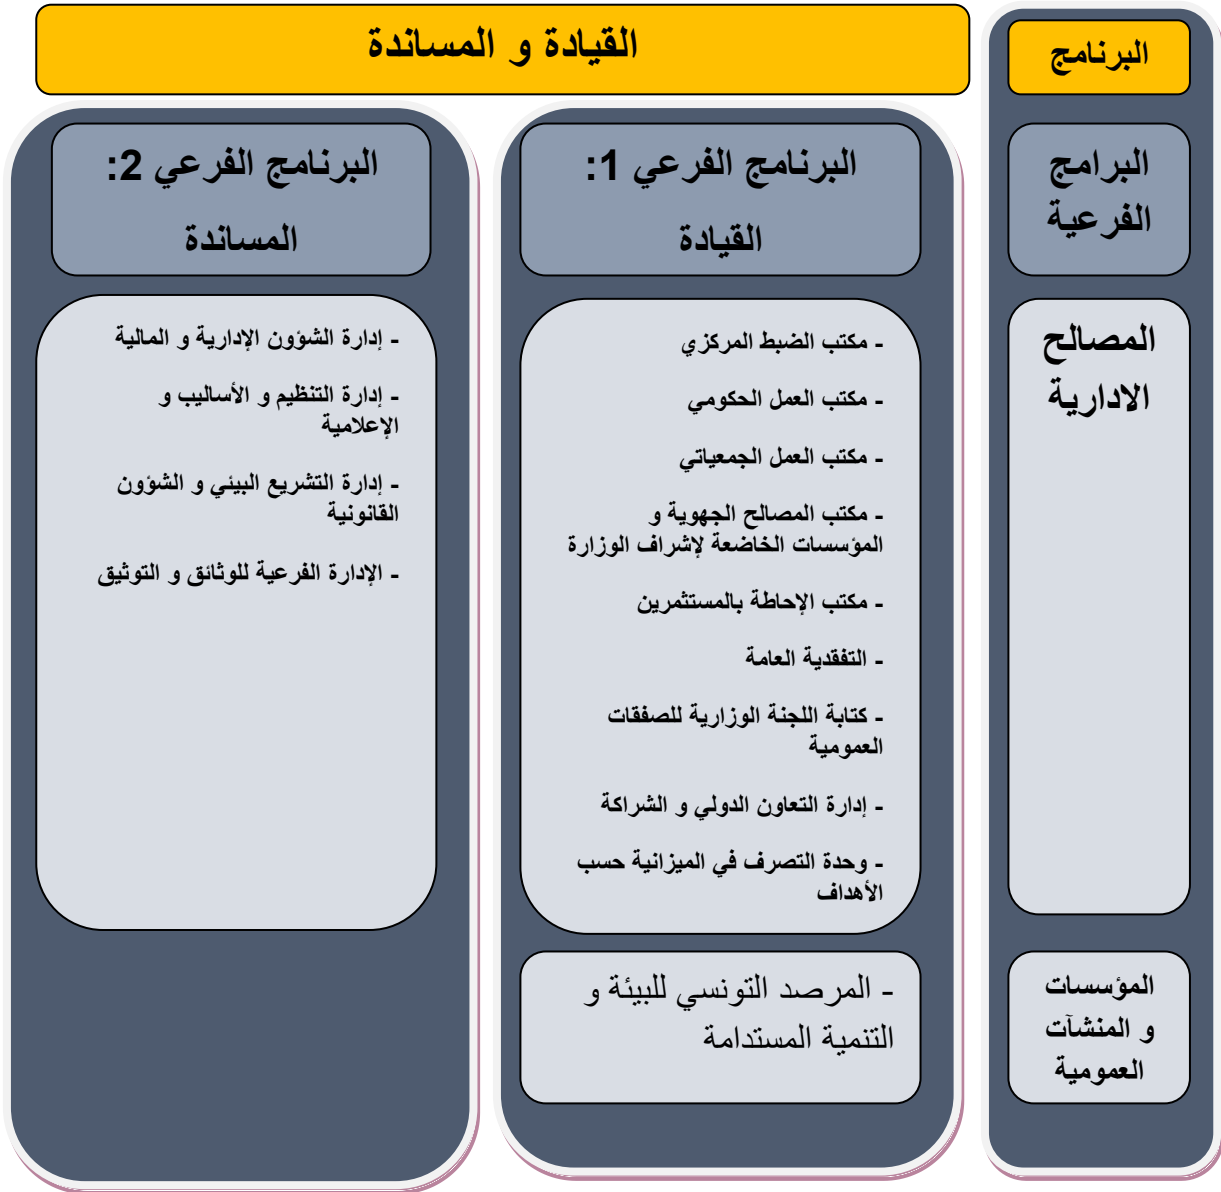 البرنامج
القيادة و المساندة
البرامج
الفرعية
البرنامج الفرعي 1:
القيادة
البرنامج الفرعي 2:
المساندة
المصالح
الادارية
- مكتب الضبط المركزي
- مكتب العمل الحكومي
- مكتب العمل الجمعياتي
- مكتب المصالح الجهوية و
المؤسسات الخاضعة لإشراف الوزارة
- مكتب الإحاطة بالمستثمرين
- التفقدية العامة
- كتابة اللجنة الوزارية للصفقات
العمومية
- إدارة التعاون الدولي و الشراكة
- وحدة التصرف في الميزانية حسب
الأهداف
- إدارة الشؤون الإدارية و المالية
- إدارة التنظيم و الأساليب و
الإعلامية
- إدارة التشريع البيئي و الشؤون
القانونية
- الإدارة الفرعية للوثائق و التوثيق
المؤسسات
و المنشآت
العمومية
- المرصد التونسي للبيئة و
التنمية المستدامة